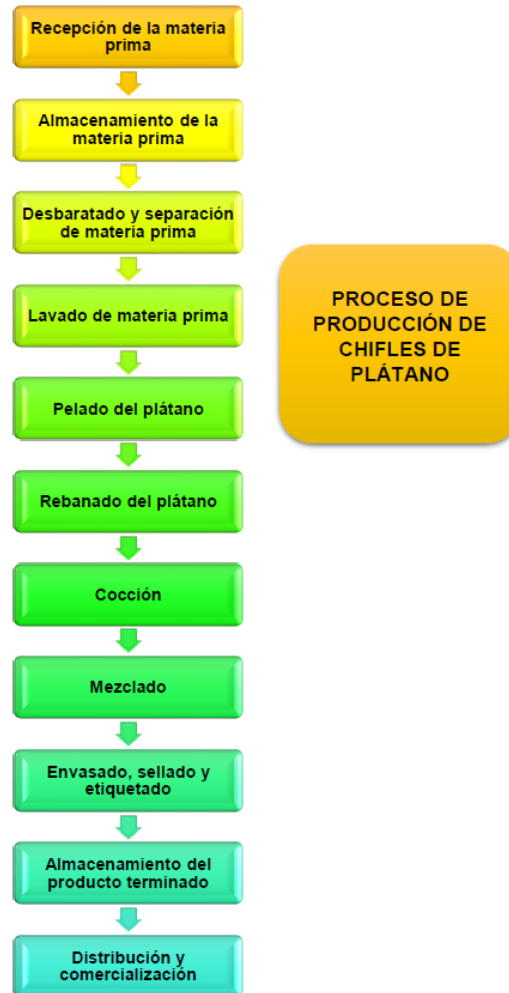 Recepción de la materia
prima
Almacenamiento de la
materia prima
Desbaratado y separación
de materia prima
Lavado de materia prima
Pelado del plátano
Rebanado del plátano
Cocción
Mezclado
Envasado, sellado y
etiquetado
Almacenamiento del
producto terminado
Distribución y
comercialización
PROCESO DE
PRODUCCIÓN DE
CHIFLES DE
PLÁTANO